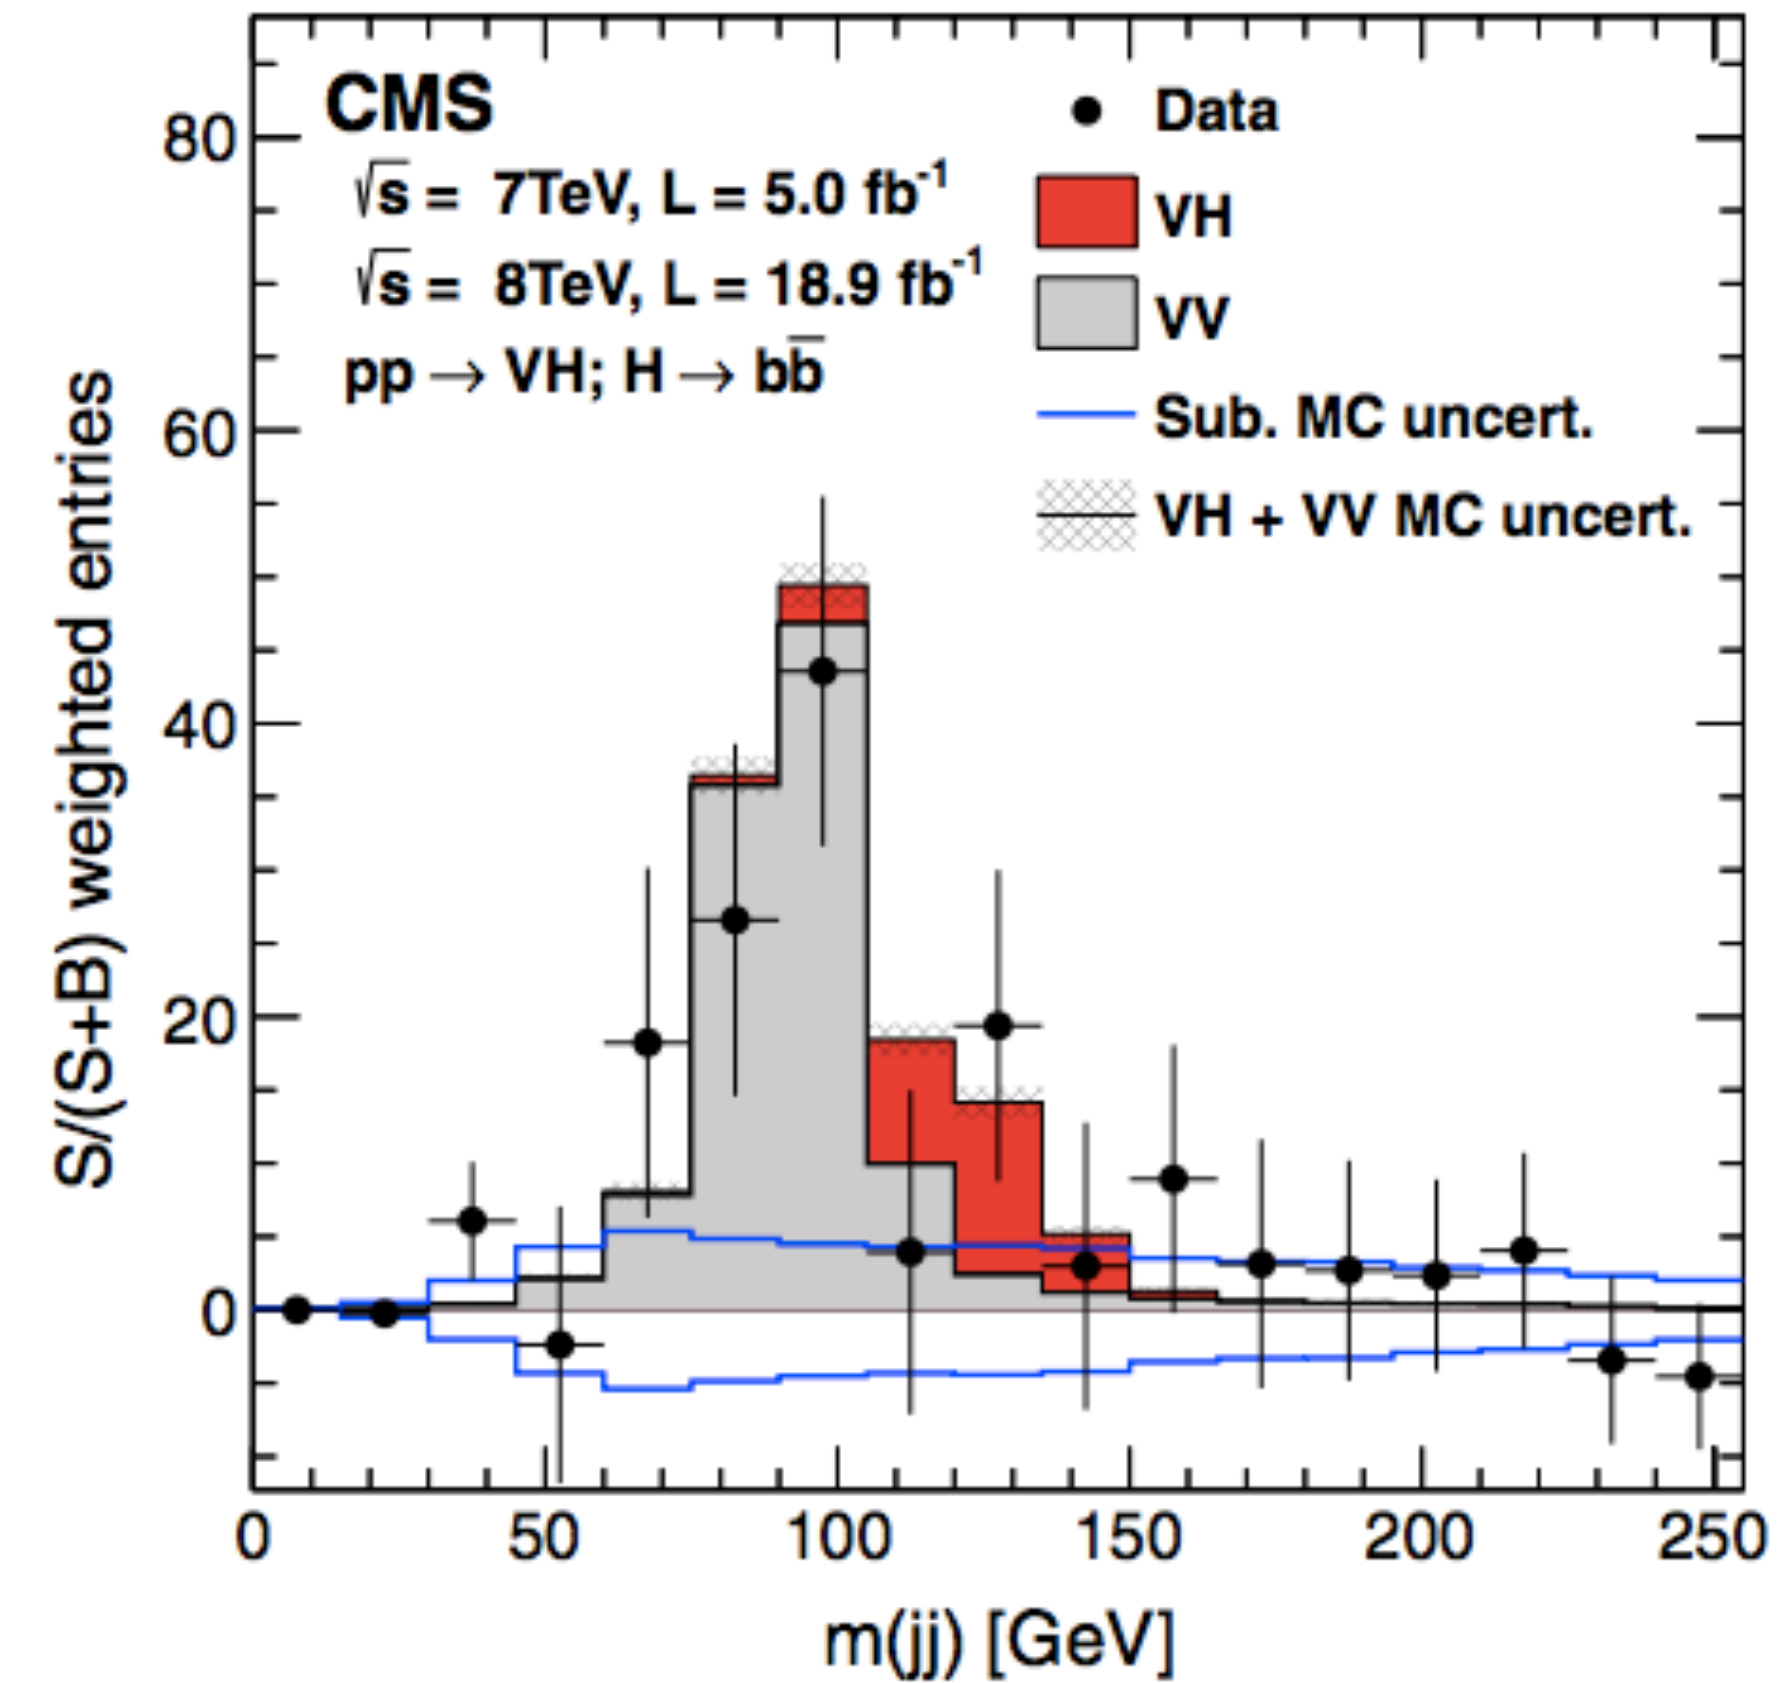 CMS
√s = 7TeV, L = 5.0 fb⁻¹
√s = 8TeV, L = 18.9 fb⁻¹
pp → VH; H → bb̅
Data
VH
VV
Sub. MC uncert.
VH + VV MC uncert.
S/(S+B) weighted entries
80
60
40
20
0
0 50 100 150 200 250
m(jj) [GeV]